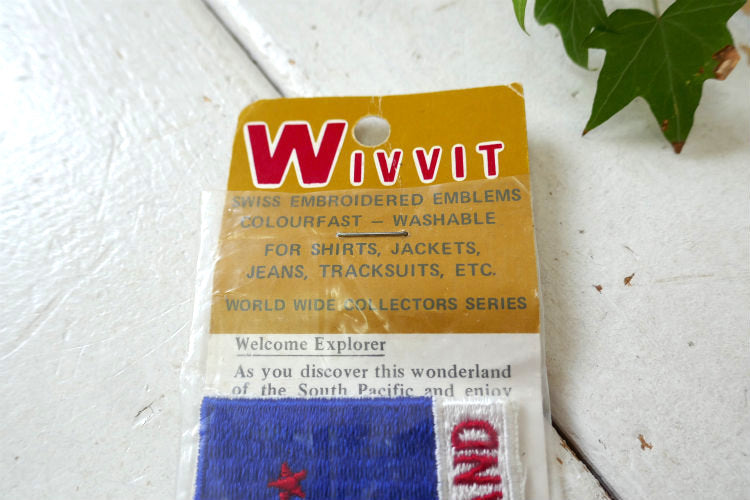 WIVVIT
SWISS EMBROIDERED EMBLEMS
COLOURFAST – WASHABLE
FOR SHIRTS, JACKETS,
JEANS, TRACKSUITS, ETC.
WORLD WIDE COLLECTORS SERIES
Welcome Explorer
As you discover this wonderland
of the South Pacific and enjoy
AND